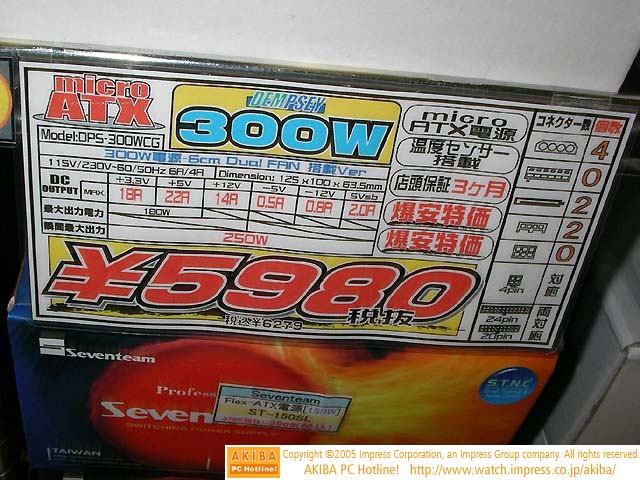 micro
ATX
Model:DPS-300WCG
DEMPSEY
300W
300W電源-6cm Dual FAN 搭載Ver
115V/230V-60/50Hz 6A/4A Dimension: 125x100x63.5mm
DC OUTPUT MAX +3.3V +5V +12V -5V -12V 5Vsb
18A 22A 14A 0.5A 0.8A 2.0A
最大出力電力 180W
瞬間最大出力 250W
micro
ATX電源
温度センサー
搭載
店頭保証3ヶ月
爆安特価
爆安特価
コネクター数 個数
4
0
2
2
0
4pin 対応
24pin
20pin
両対応
¥5980
税込¥6279 税抜
Seventeam
Profess
Seven
SWITCHING POWER SUPPLY
TAIWAN
Seventeam
Flex-ATX電源[150W]
ST-150SL
S.T.N.C
AKIBA
PC Hotline!
Copyright ©2005 Impress Corporation, an Impress Group company. All rights reserved.
AKIBA PC Hotline! http://www.watch.impress.co.jp/akiba/